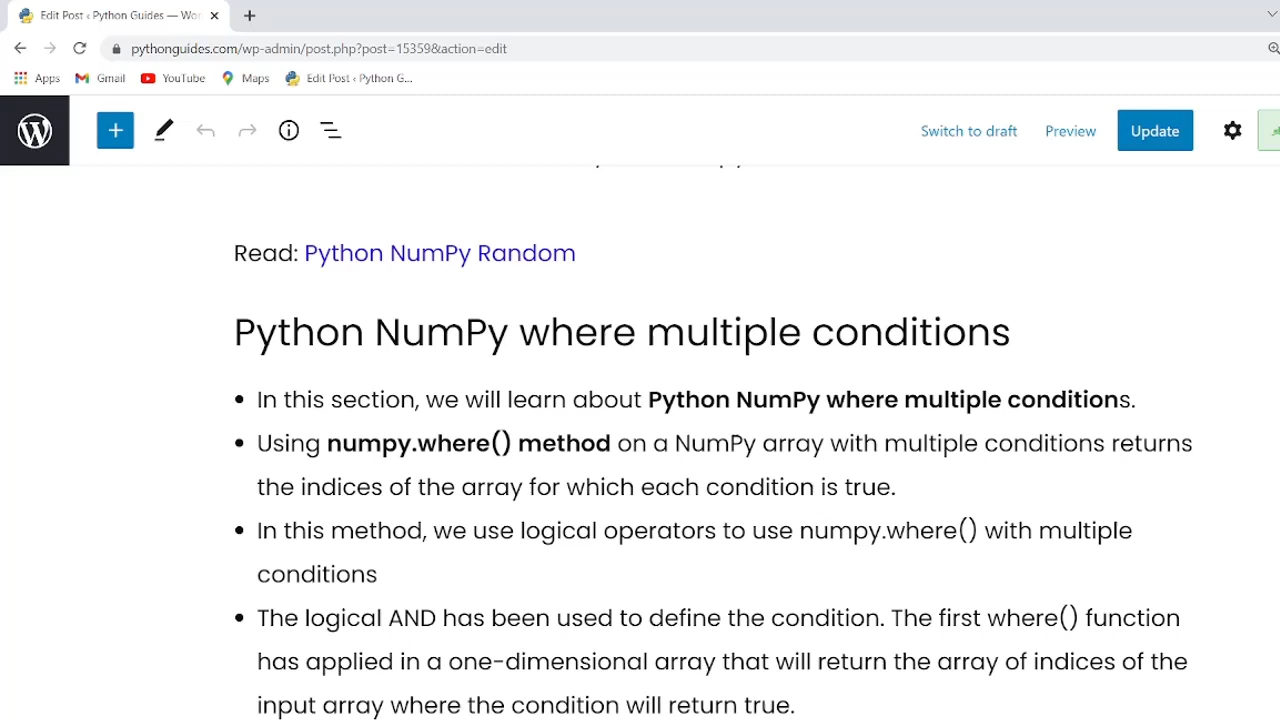 Edit Post ‹ Python Guides — Wor
pythonguides.com/wp-admin/post.php?post=15359&action=edit
Apps Gmail YouTube Maps Edit Post ‹ Python G...
Switch to draft Preview Update
Read: Python NumPy Random
Python NumPy where multiple conditions
• In this section, we will learn about Python NumPy where multiple conditions.
• Using numpy.where() method on a NumPy array with multiple conditions returns
the indices of the array for which each condition is true.
• In this method, we use logical operators to use numpy.where() with multiple
conditions
• The logical AND has been used to define the condition. The first where() function
has applied in a one-dimensional array that will return the array of indices of the
input array where the condition will return true.